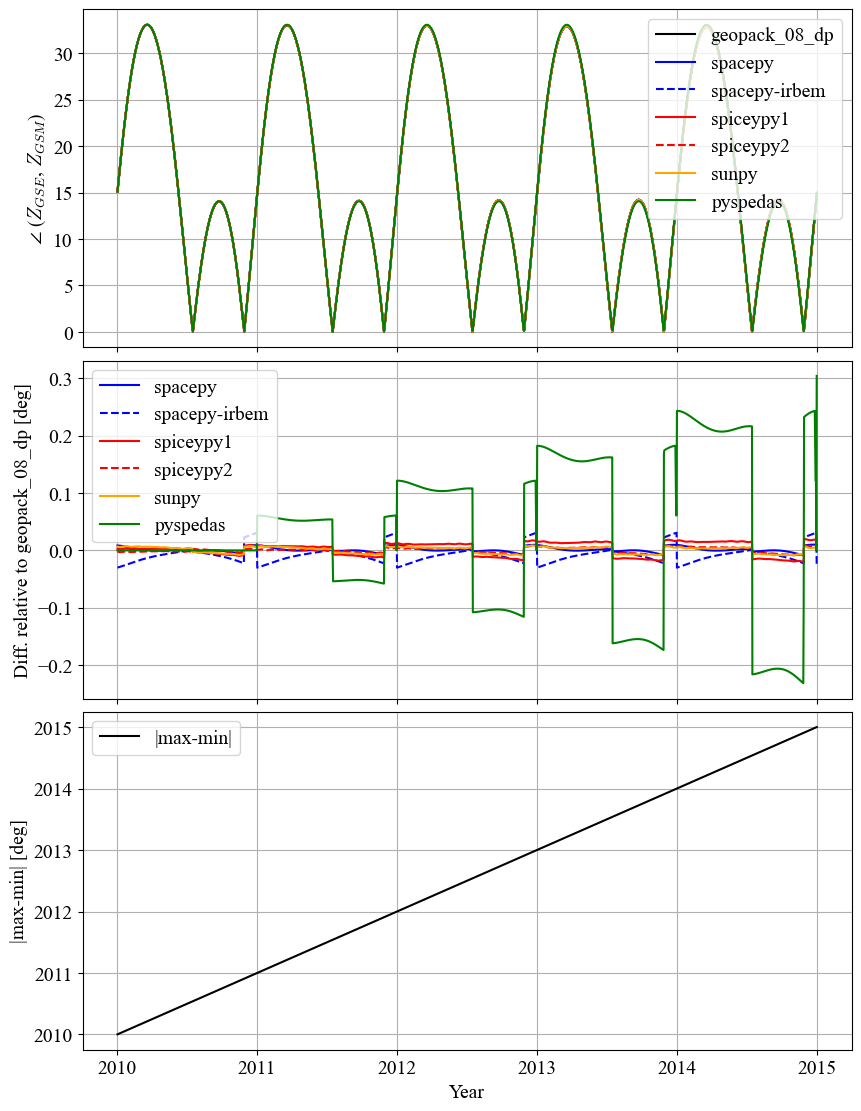 ∠ (Z_GSE, Z_GSM)
30
25
20
15
10
5
0
geopack_08_dp
spacepy
spacepy-irbem
spiceypy1
spiceypy2
sunpy
pyspedas
Diff. relative to geopack_08_dp [deg]
0.3
0.2
0.1
0.0
−0.1
−0.2
spacepy
spacepy-irbem
spiceypy1
spiceypy2
sunpy
pyspedas
|max-min| [deg]
2015
2014
2013
2012
2011
2010
|max-min|
2010 2011 2012 2013 2014 2015
Year